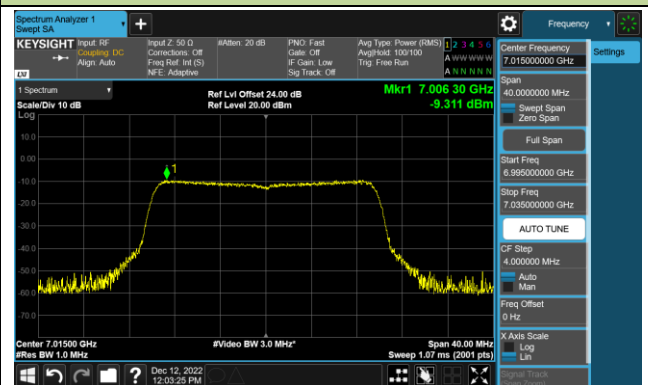 Spectrum Analyzer 1
Swept SA
+
Frequency
KEYSIGHT
Input: RF
Coupling: DC
Align: Auto
Input Z: 50 Ω
Corrections: Off
Freq Ref: Int (S)
NFE: Adaptive
#Atten: 20 dB
PNO: Fast
Gate: Off
IF Gain: Low
Sig Track: Off
Avg Type: Power (RMS)
Avg|Hold: 100/100
Trig: Free Run
1 2 3 4 5 6
A W W W W W
A N N N N N
LXI
Center Frequency
7.015000000 GHz
Settings
Span
40.0000000 MHz
Swept Span
Zero Span
Full Span
Start Freq
6.995000000 GHz
Stop Freq
7.035000000 GHz
AUTO TUNE
CF Step
4.000000 MHz
Auto
Man
Freq Offset
0 Hz
X Axis Scale
Log
Lin
Signal Track
(Span Zoom)
1 Spectrum
Scale/Div 10 dB
Ref Lvl Offset 24.00 dB
Ref Level 20.00 dBm
Mkr1 7.006 30 GHz
-9.311 dBm
Log
10.0
0.00
-10.0
-20.0
-30.0
-40.0
-50.0
-60.0
-70.0
1
Center 7.01500 GHz
#Res BW 1.0 MHz
#Video BW 3.0 MHz*
Span 40.00 MHz
Sweep 1.07 ms (2001 pts)
?
Dec 12, 2022
12:03:25 PM